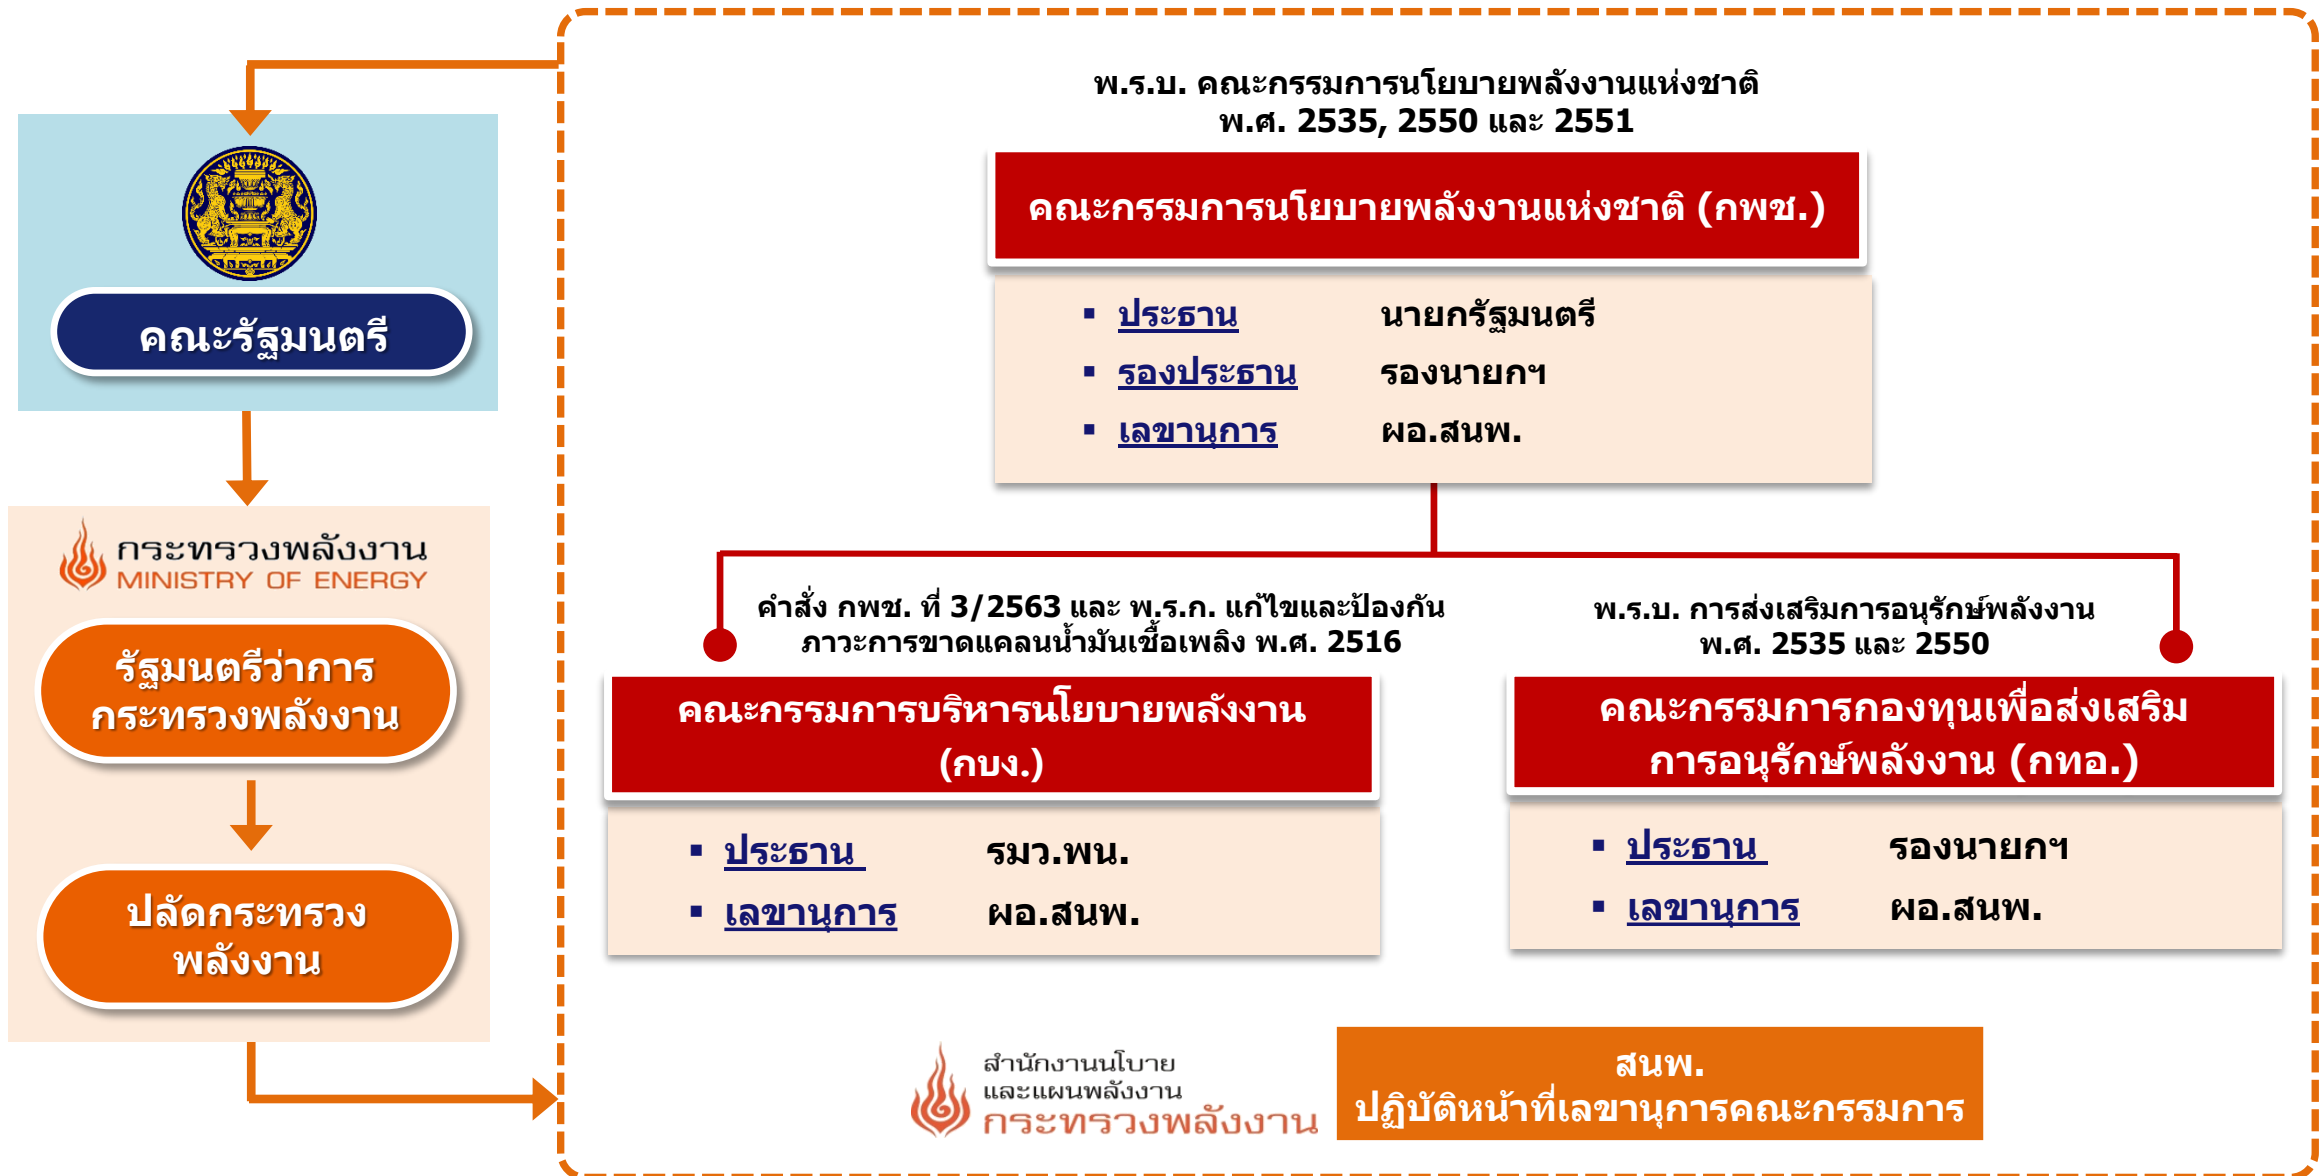 พ.ร.บ. คณะกรรมการนโยบายพลังงานแห่งชาติ
พ.ศ. 2535, 2550 และ 2551
คณะกรรมการนโยบายพลังงานแห่งชาติ (กพช.)
▪ ประธาน นายกรัฐมนตรี
▪ รองประธาน รองนายกฯ
▪ เลขานุการ ผอ.สนพ.
คณะรัฐมนตรี
กระทรวงพลังงาน
MINISTRY OF ENERGY
รัฐมนตรีว่าการ
กระทรวงพลังงาน
ปลัดกระทรวง
พลังงาน
คำสั่ง กพช. ที่ 3/2563 และ พ.ร.ก. แก้ไขและป้องกัน
ภาวะการขาดแคลนน้ำมันเชื้อเพลิง พ.ศ. 2516
คณะกรรมการบริหารนโยบายพลังงาน
(กบง.)
▪ ประธาน รมว.พน.
▪ เลขานุการ ผอ.สนพ.
พ.ร.บ. การส่งเสริมการอนุรักษ์พลังงาน
พ.ศ. 2535 และ 2550
คณะกรรมการกองทุนเพื่อส่งเสริม
การอนุรักษ์พลังงาน (กทอ.)
▪ ประธาน รองนายกฯ
▪ เลขานุการ ผอ.สนพ.
สำนักงานนโยบาย
และแผนพลังงาน
กระทรวงพลังงาน
สนพ.
ปฏิบัติหน้าที่เลขานุการคณะกรรมการ